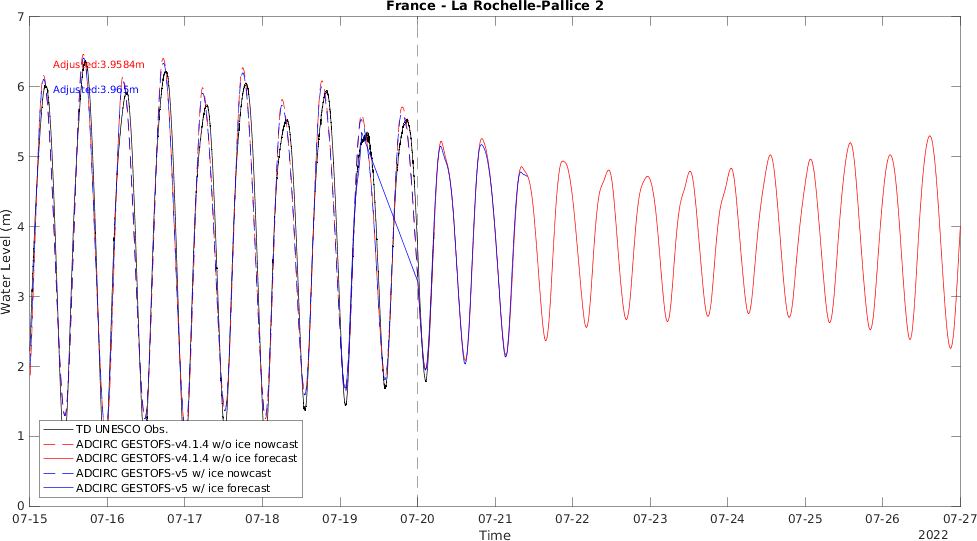 France - La Rochelle-Pallice 2
7
6
5
4
3
2
1
0
Water Level (m)
Adjusted:3.9584m
Adjusted:3.965m
TD UNESCO Obs.
ADCIRC GESTOFS-v4.1.4 w/o ice nowcast
ADCIRC GESTOFS-v4.1.4 w/o ice forecast
ADCIRC GESTOFS-v5 w/ ice nowcast
ADCIRC GESTOFS-v5 w/ ice forecast
07-15 07-16 07-17 07-18 07-19 07-20 07-21 07-22 07-23 07-24 07-25 07-26 07-27
Time
2022